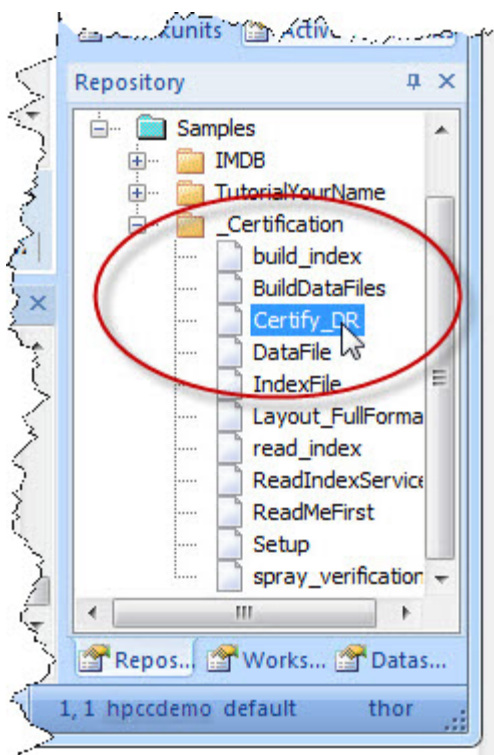 Repository
Samples
IMDB
TutorialYourName
_Certification
build_index
BuildDataFiles
Certify_DR
DataFile
IndexFile
Layout_FullForma
read_index
ReadIndexService
ReadMeFirst
Setup
spray_verification
Repos... Works... Datas...
1, 1 hpccdemo default thor